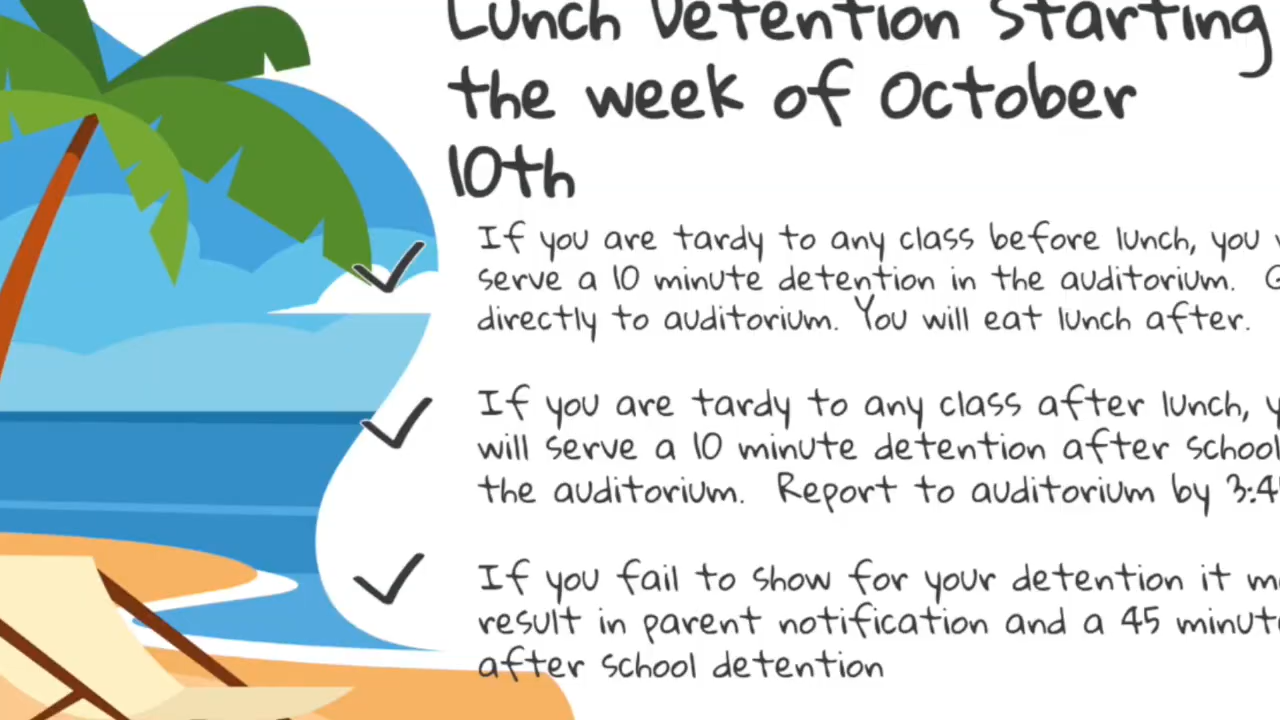 Lunch Detention Starting
the week of October
10th
If you are tardy to any class before lunch, you
serve a 10 minute detention in the auditorium.
directly to auditorium. You will eat lunch after.
If you are tardy to any class after lunch,
will serve a 10 minute detention after school
the auditorium. Report to auditorium by
If you fail to show for your detention it
result in parent notification and a 45 minute
after school detention